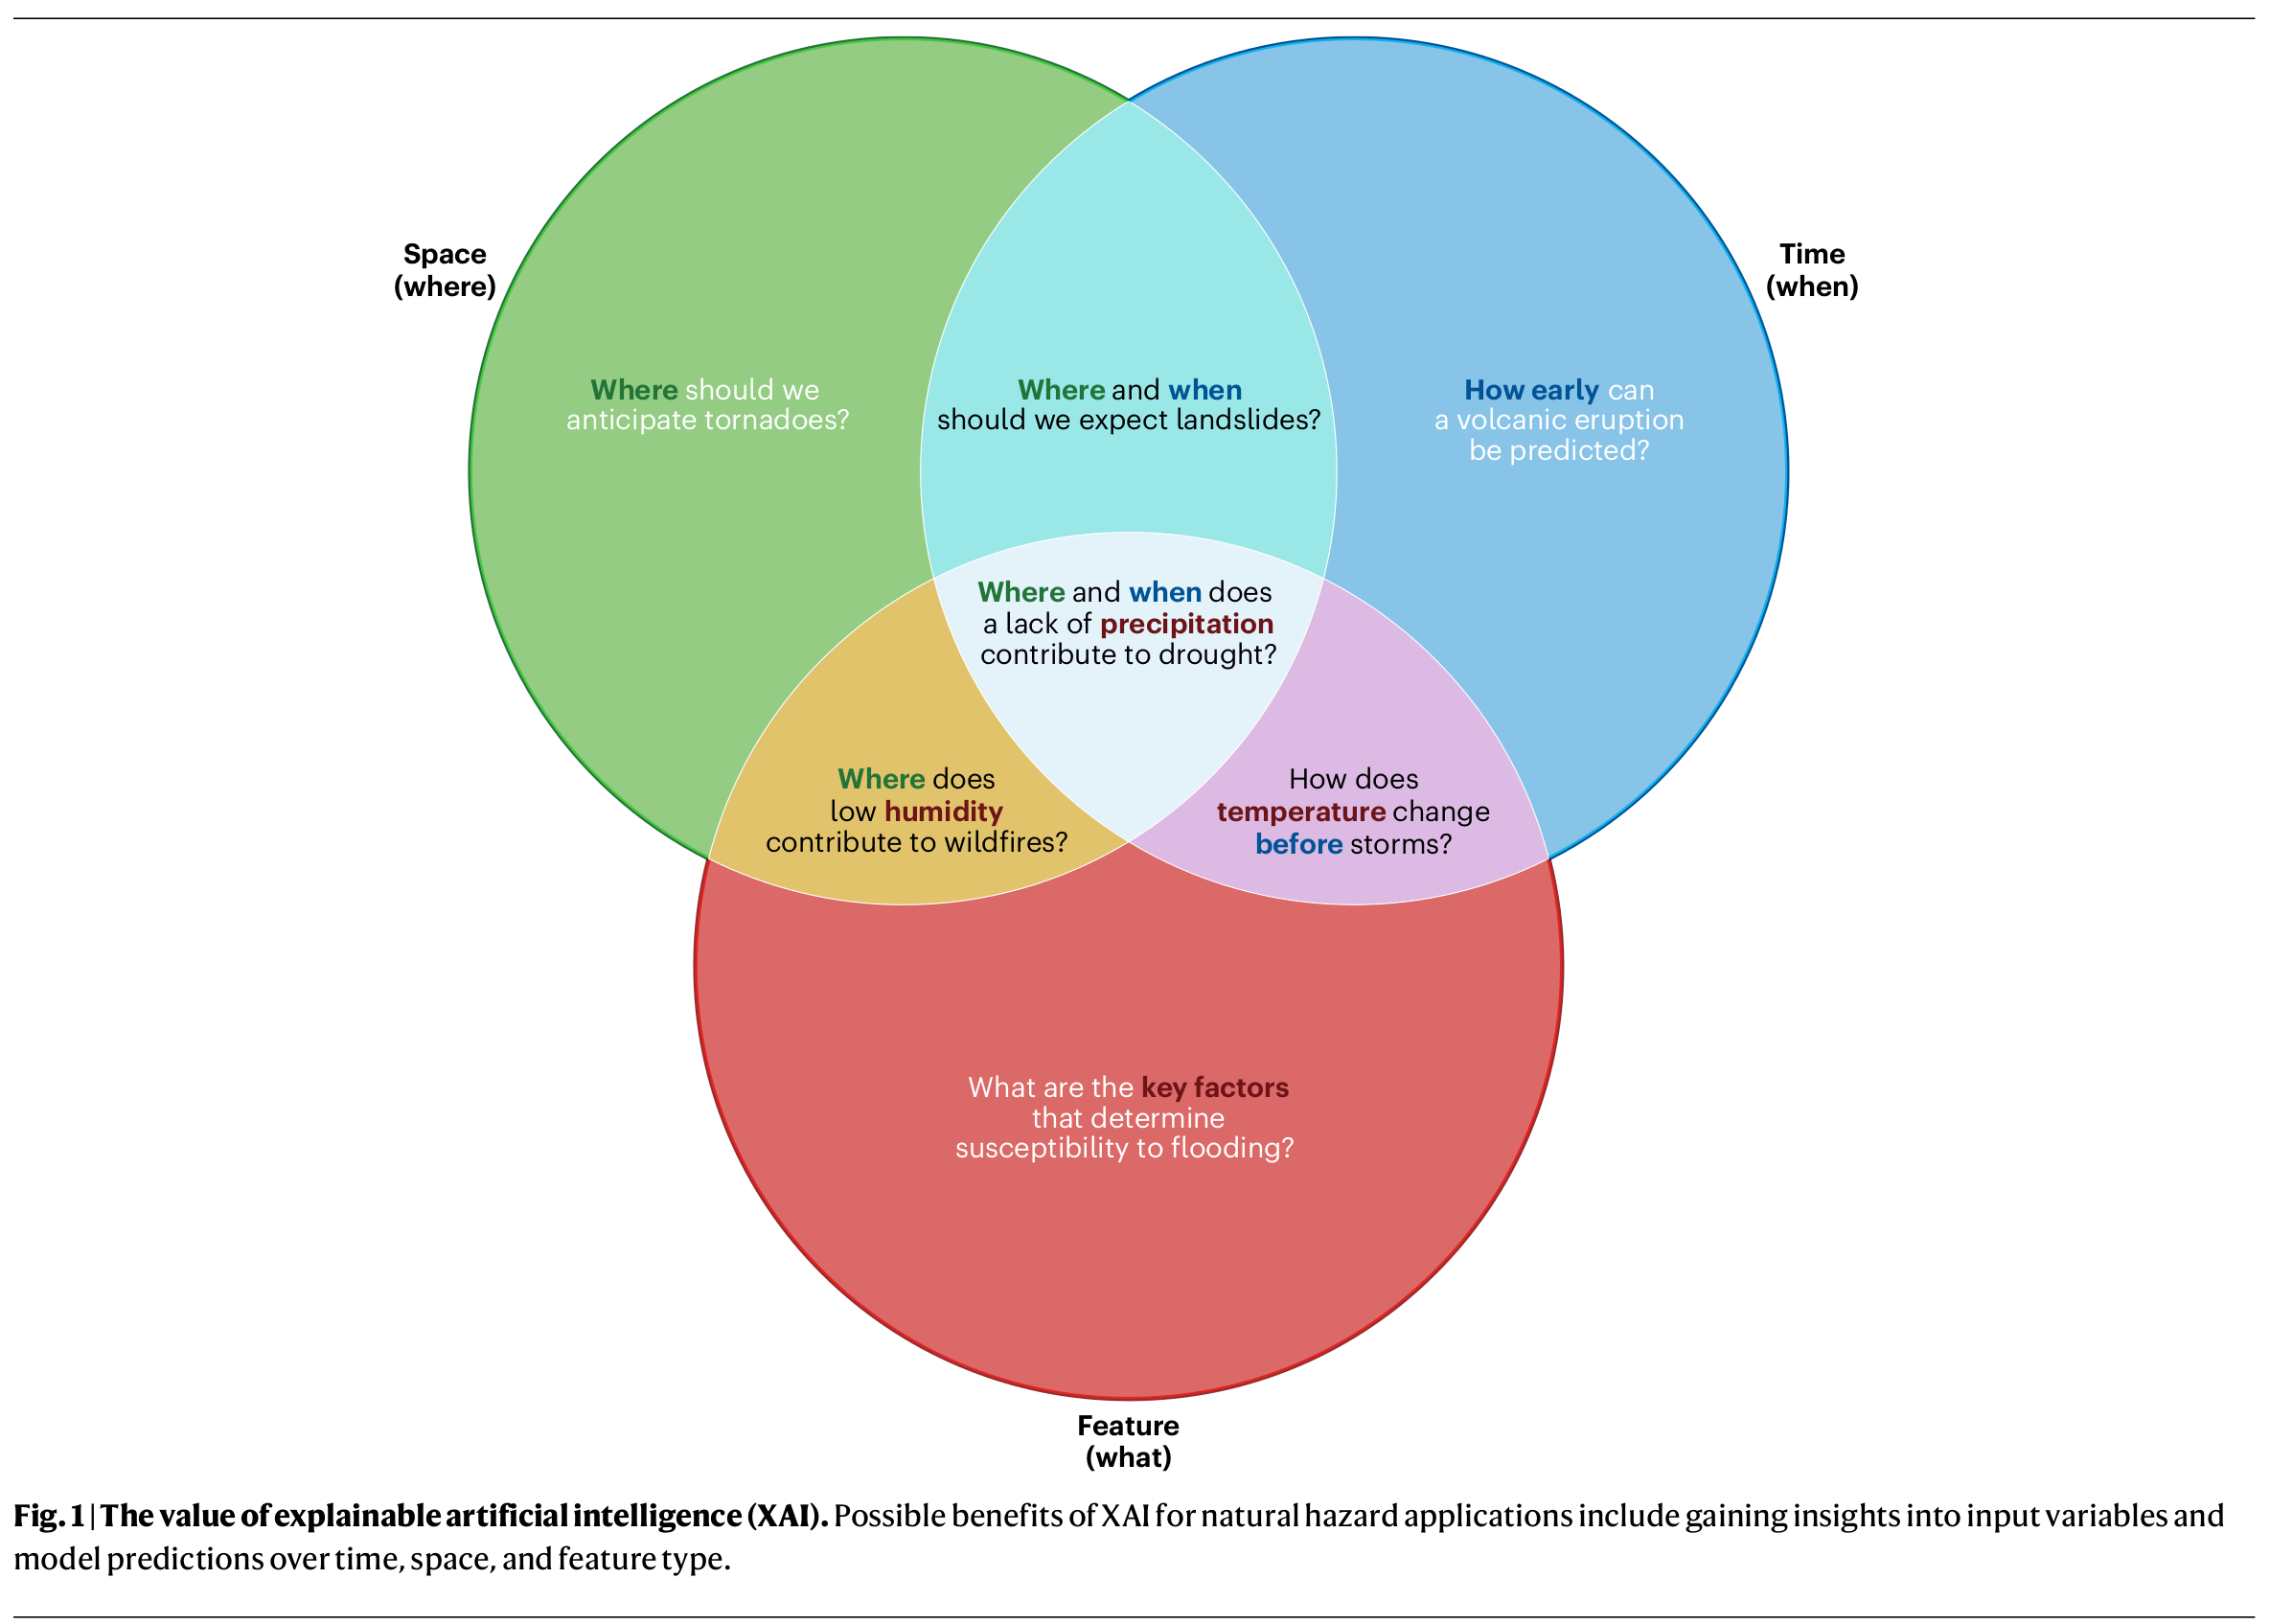 Space
(where)
Time
(when)
Where should we
anticipate tornadoes?
Where and when
should we expect landslides?
How early can
a volcanic eruption
be predicted?
Where and when does
a lack of precipitation
contribute to drought?
Where does
low humidity
contribute to wildfires?
How does
temperature change
before storms?
What are the key factors
that determine
susceptibility to flooding?
Feature
(what)
Fig. 1 | The value of explainable artificial intelligence (XAI). Possible benefits of XAI for natural hazard applications include gaining insights into input variables and
model predictions over time, space, and feature type.